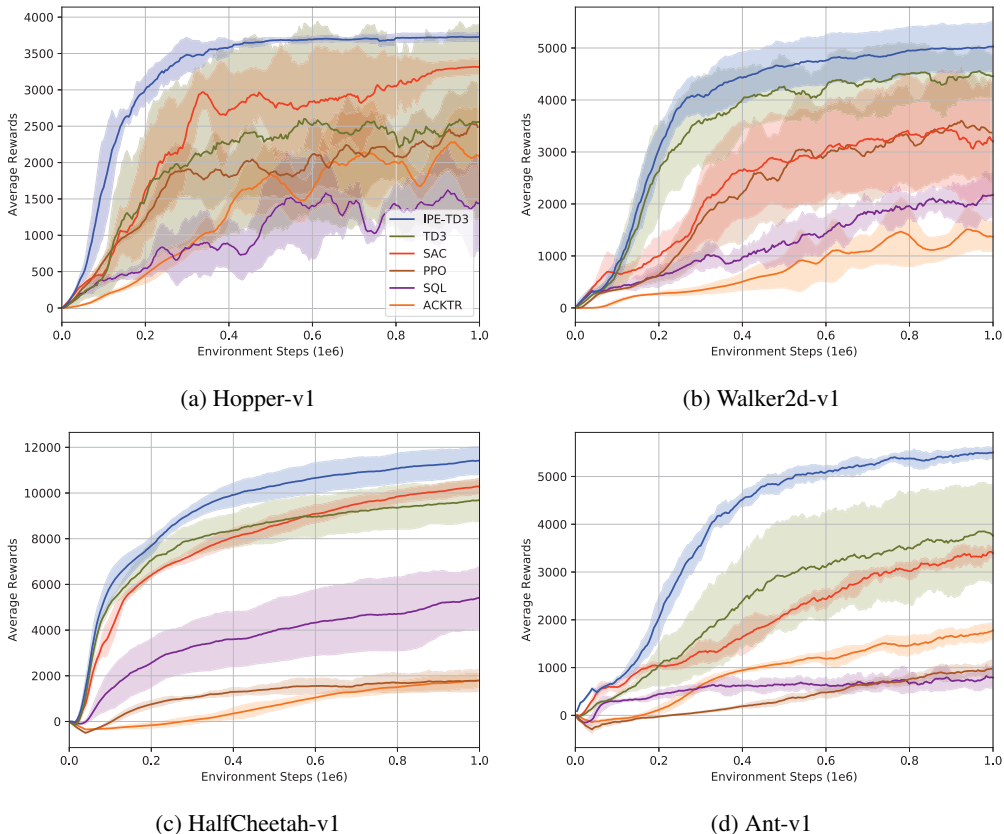 4000
3500
3000
2500
2000
1500
1000
500
0
Average Rewards
IPE-TD3
TD3
SAC
PPO
SQL
ACKTR
0.0 0.2 0.4 0.6 0.8 1.0
Environment Steps (1e6)
(a) Hopper-v1
5000
4000
3000
2000
1000
0
Average Rewards
0.0 0.2 0.4 0.6 0.8 1.0
Environment Steps (1e6)
(b) Walker2d-v1
12000
10000
8000
6000
4000
2000
0
Average Rewards
0.0 0.2 0.4 0.6 0.8 1.0
Environment Steps (1e6)
(c) HalfCheetah-v1
5000
4000
3000
2000
1000
0
Average Rewards
0.0 0.2 0.4 0.6 0.8 1.0
Environment Steps (1e6)
(d) Ant-v1